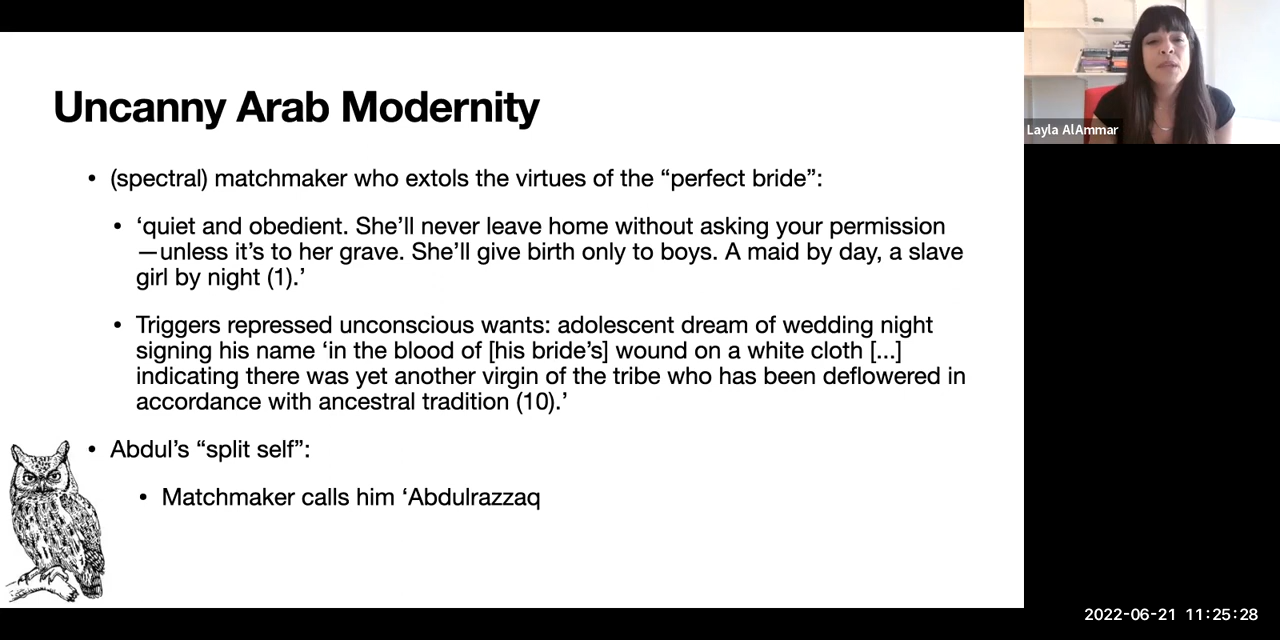 Uncanny Arab Modernity
• (spectral) matchmaker who extols the virtues of the “perfect bride”:
• ‘quiet and obedient. She’ll never leave home without asking your permission
—unless it’s to her grave. She’ll give birth only to boys. A maid by day, a slave
girl by night (1).’
• Triggers repressed unconscious wants: adolescent dream of wedding night
signing his name ‘in the blood of [his bride’s] wound on a white cloth [...]
indicating there was yet another virgin of the tribe who has been deflowered in
accordance with ancestral tradition (10).’
• Abdul’s “split self”:
• Matchmaker calls him ‘Abdulrazzaq
Layla AlAmmar
2022-06-21 11:25:28